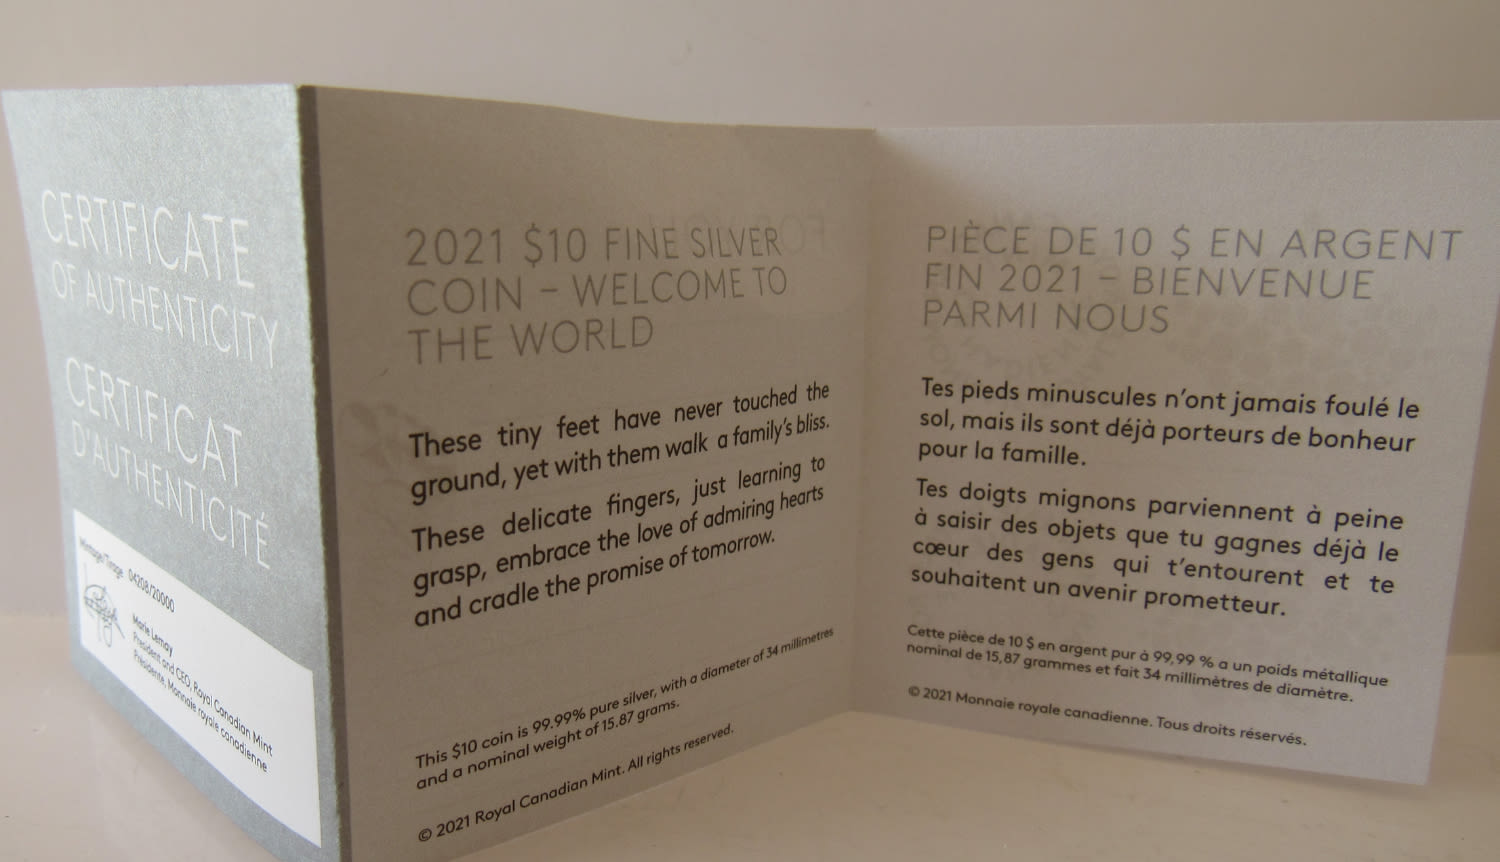 CERTIFICATE
OF AUTHENTICITY
CERTIFICAT
D'AUTHENTICITÉ
Mintage/Tirage 04208/20000
Marie Lemay
President and CEO, Royal Canadian Mint
Présidente, Monnaie royale canadienne
2021 $10 FINE SILVER
COIN – WELCOME TO
THE WORLD
These tiny feet have never touched the
ground, yet with them walk a family's bliss.
These delicate fingers, just learning to
grasp, embrace the love of admiring hearts
and cradle the promise of tomorrow.
This $10 coin is 99.99% pure silver, with a diameter of 34 millimetres
and a nominal weight of 15.87 grams.
© 2021 Royal Canadian Mint. All rights reserved.
PIÈCE DE 10 $ EN ARGENT
FIN 2021 – BIENVENUE
PARMI NOUS
Tes pieds minuscules n'ont jamais foulé le
sol, mais ils sont déjà porteurs de bonheur
pour la famille.
Tes doigts mignons parviennent à peine
à saisir des objets que tu gagnes déjà le
cœur des gens qui t'entourent et te
souhaitent un avenir prometteur.
Cette pièce de 10 $ en argent pur à 99,99 % a un poids métallique
nominal de 15,87 grammes et fait 34 millimètres de diamètre.
© 2021 Monnaie royale canadienne. Tous droits réservés.